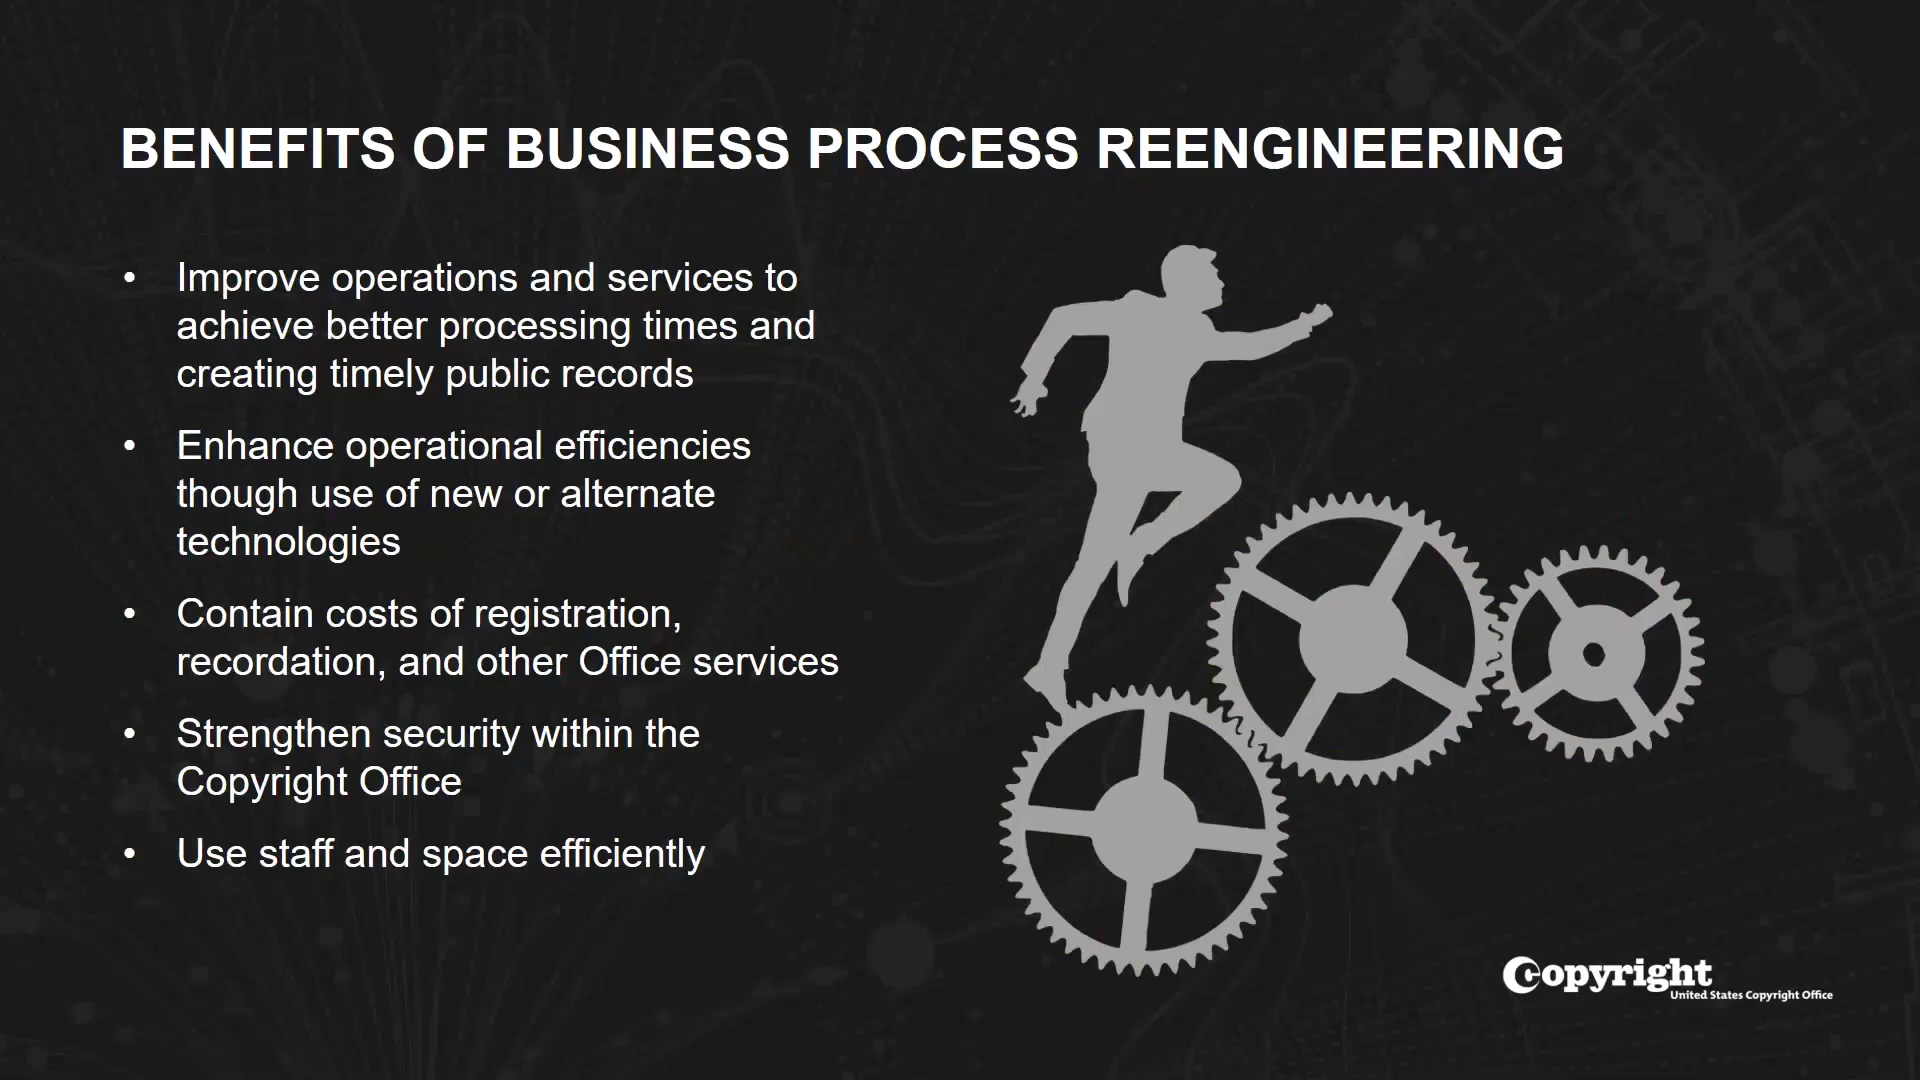 BENEFITS OF BUSINESS PROCESS REENGINEERING
• Improve operations and services to
achieve better processing times and
creating timely public records
• Enhance operational efficiencies
though use of new or alternate
technologies
• Contain costs of registration,
recordation, and other Office services
• Strengthen security within the
Copyright Office
• Use staff and space efficiently
Copyright
United States Copyright Office